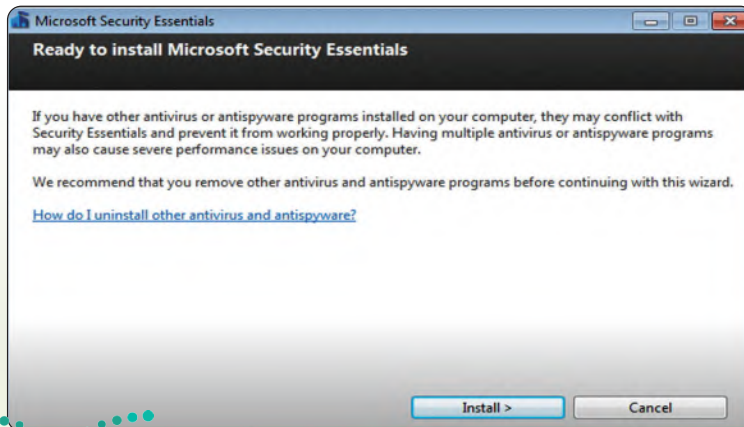 Microsoft Security Essentials
Ready to install Microsoft Security Essentials
If you have other antivirus or antispyware programs installed on your computer, they may conflict with
Security Essentials and prevent it from working properly. Having multiple antivirus or antispyware programs
may also cause severe performance issues on your computer.
We recommend that you remove other antivirus and antispyware programs before continuing with this wizard.
How do I uninstall other antivirus and antispyware?
Install >
Cancel